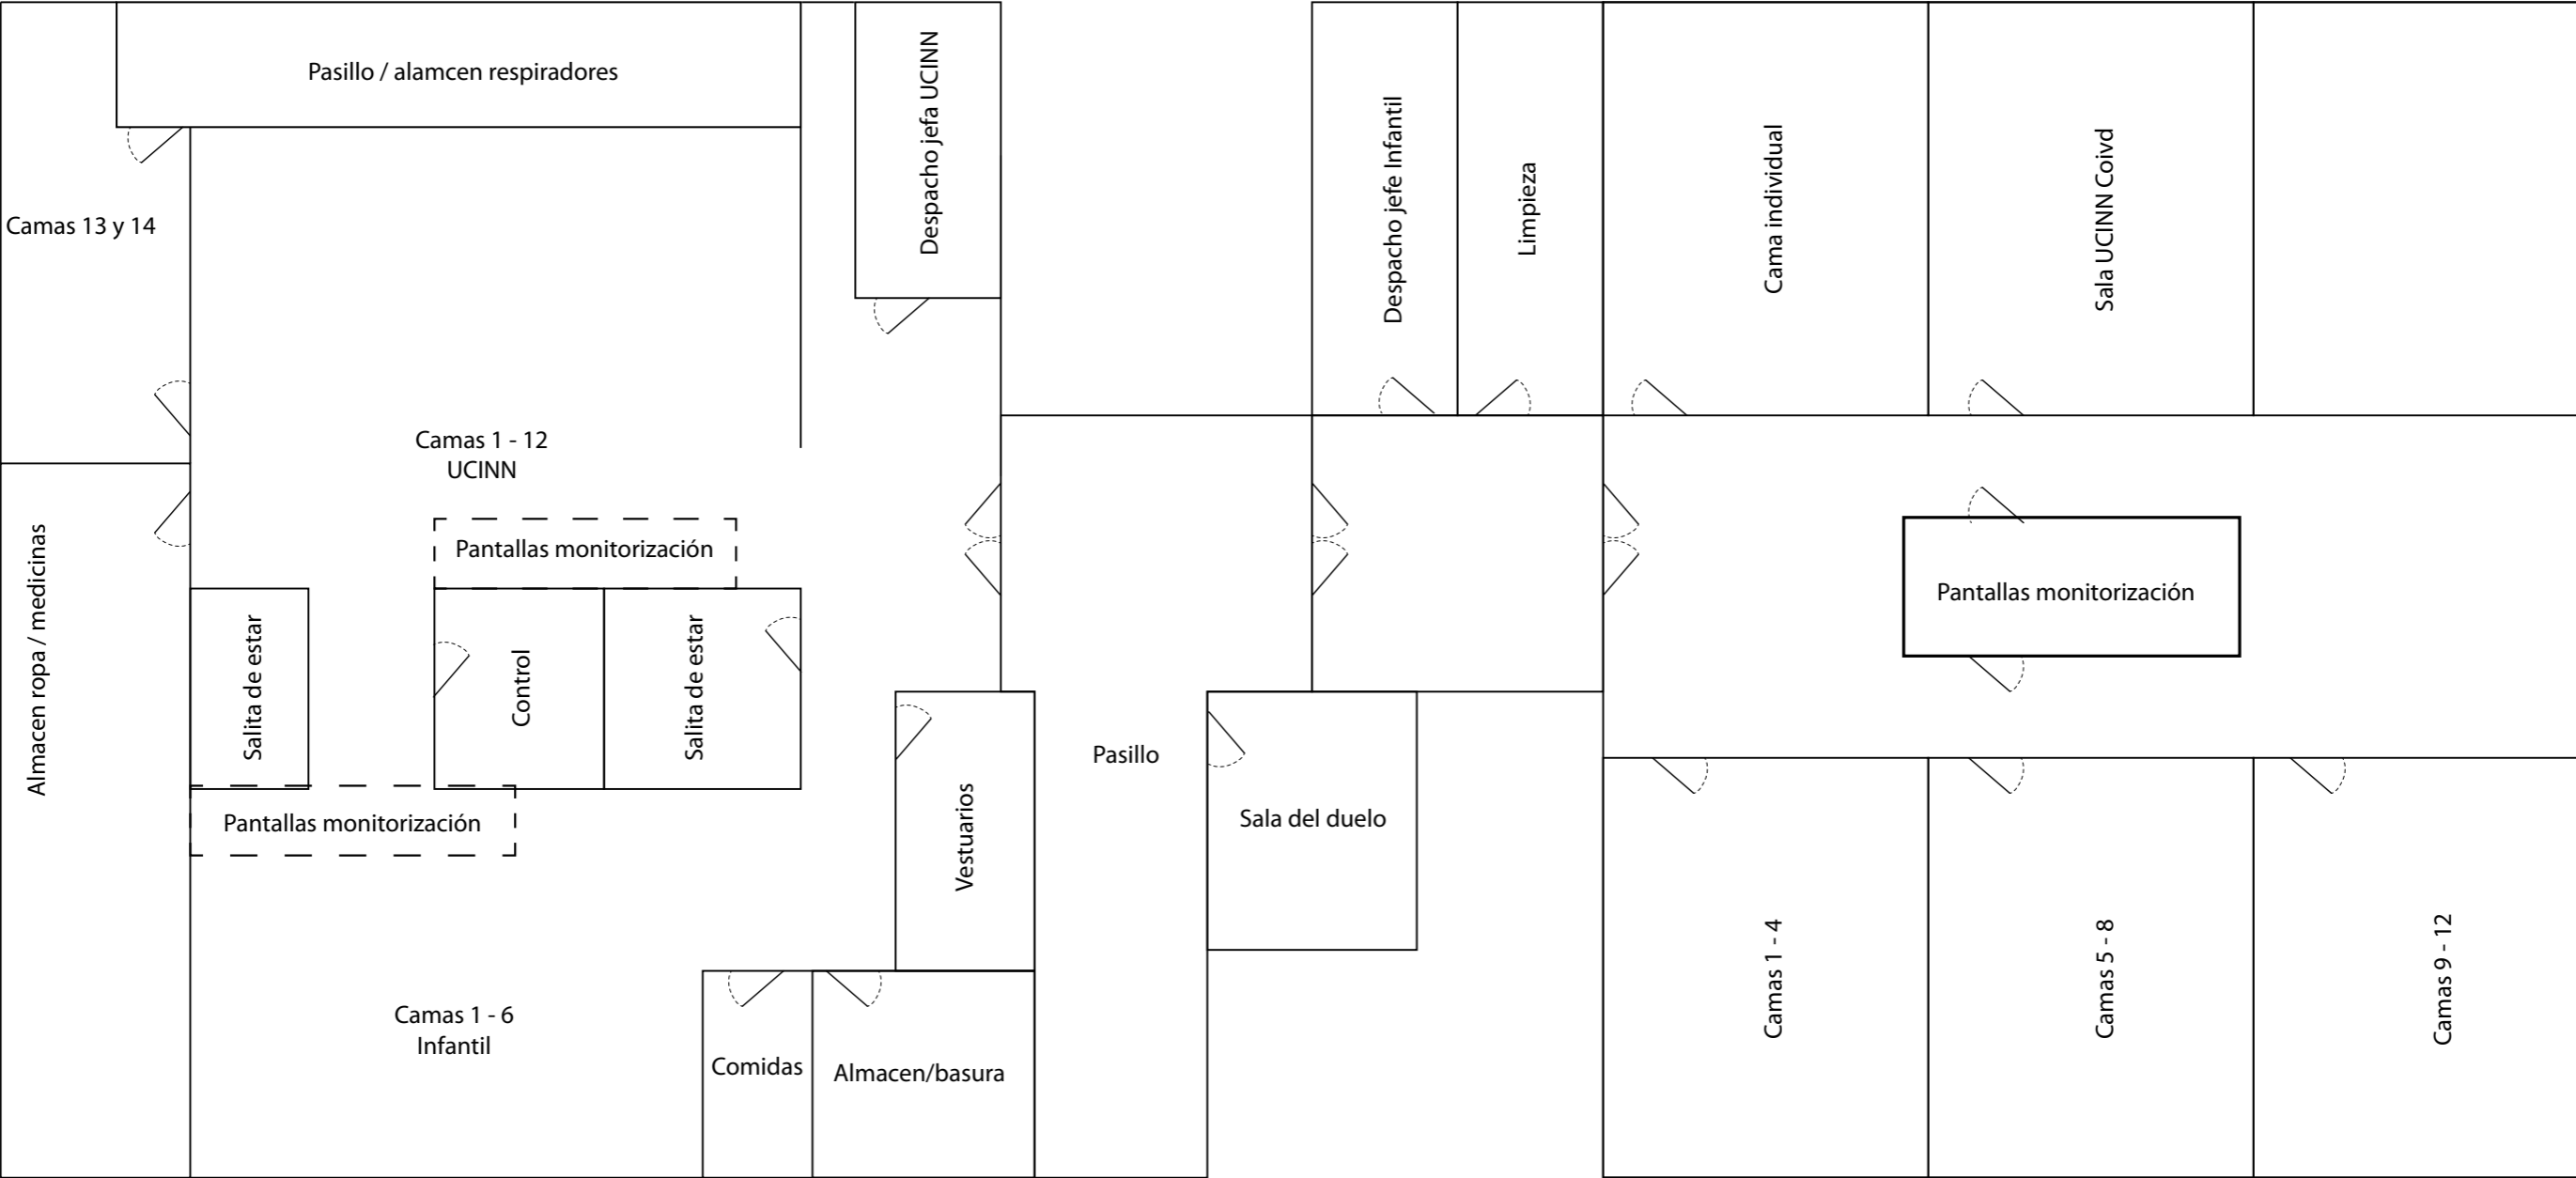 Pasillo / alamcen respiradores
Despacho jefa UCINN
Despacho jefe Infantil
Limpieza
Cama individual
Sala UCINN Coivd
Camas 13 y 14
Camas 1 - 12
UCINN
Pantallas monitorización
Pantallas monitorización
Almacen ropa / medicinas
Salita de estar
Control
Salita de estar
Pasillo
Pantallas monitorización
Vestuarios
Sala del duelo
Camas 1 - 6
Infantil
Comidas
Almacen/basura
Camas 1 - 4
Camas 5 - 8
Camas 9 - 12